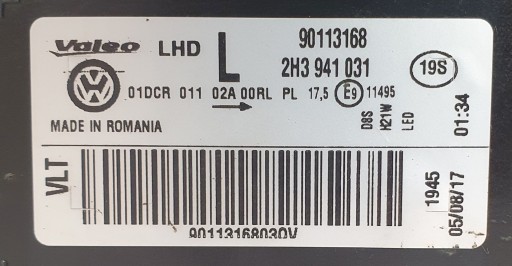 Valeo LHD L 90113168
2H3 941 031 19S
01DCR 011 02A 00RL PL 17,5 E9 11495
D8S
H21W
LED
01:34
MADE IN ROMANIA
VLT
1945
05/08/17
90113168030V